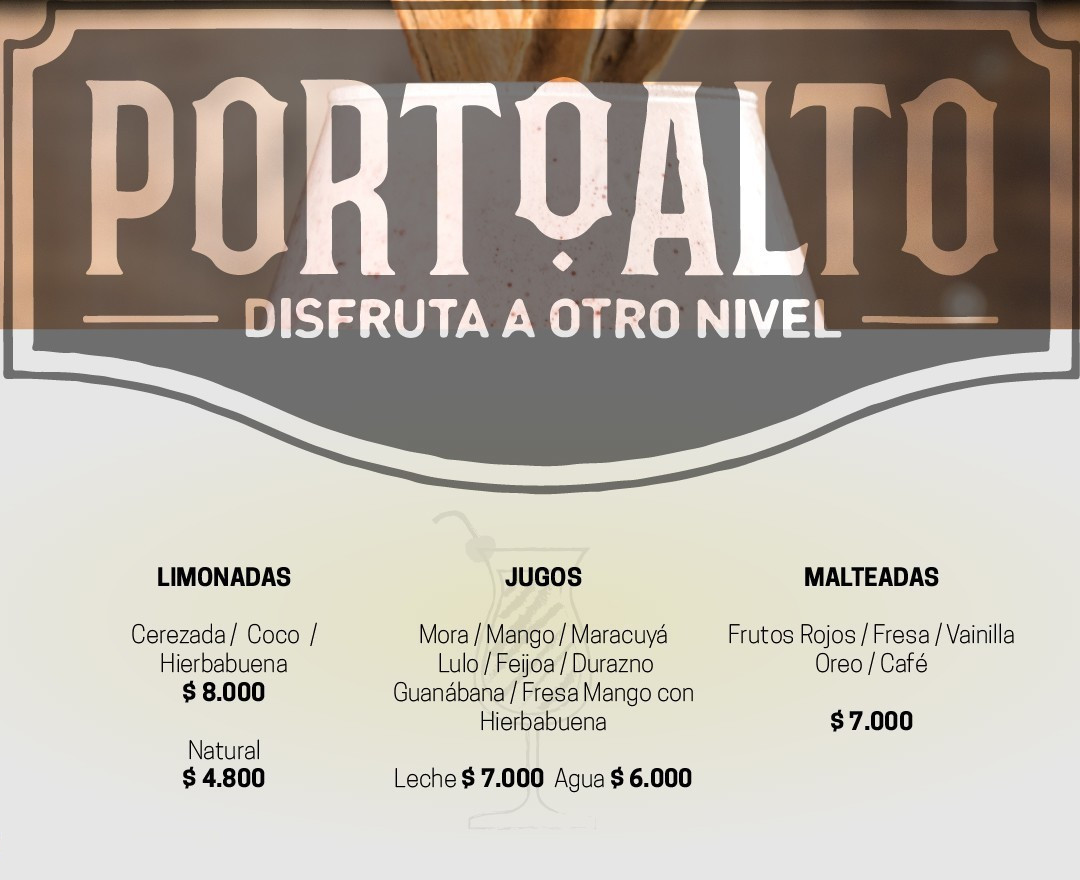 PORTOALTO
DISFRUTA A OTRO NIVEL
LIMONADAS
Cerezada / Coco /
Hierbabuena
$ 8.000
Natural
$ 4.800
JUGOS
Mora / Mango / Maracuyá
Lulo / Feijoa / Durazno
Guanábana / Fresa Mango con
Hierbabuena
Leche $ 7.000 Agua $ 6.000
MALTEADAS
Frutos Rojos / Fresa / Vainilla
Oreo / Café
$ 7.000